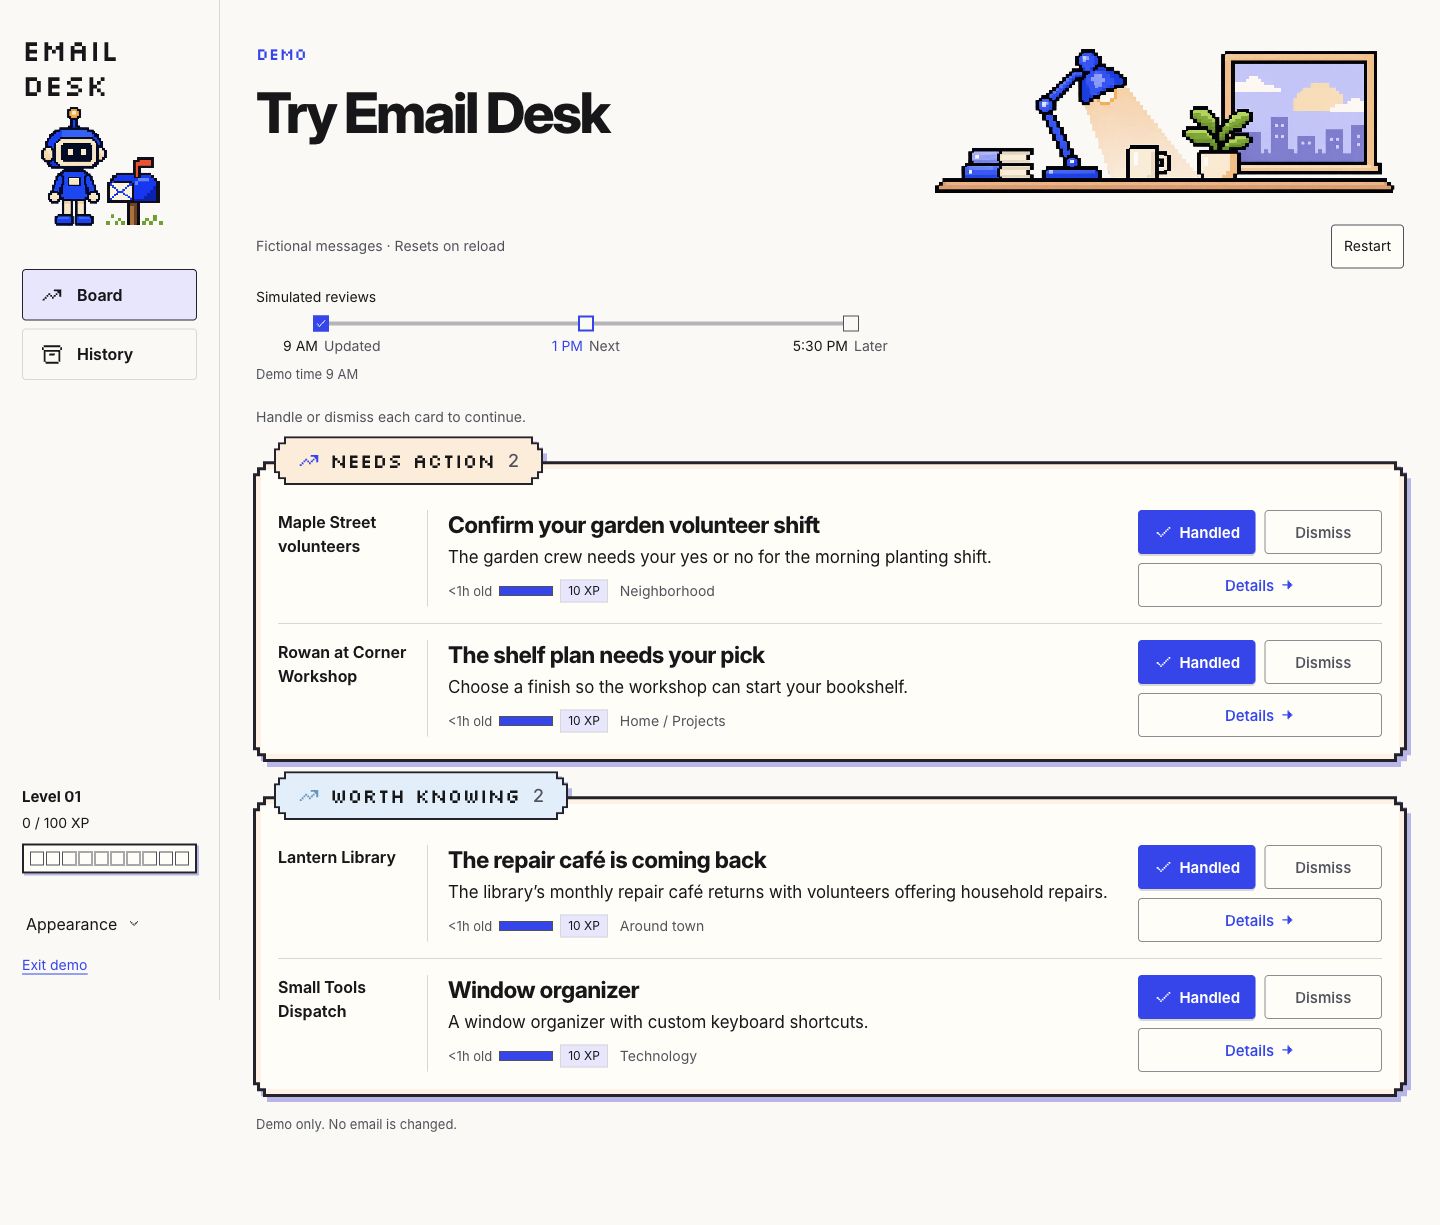 EMAIL
DESK
Board
History
Level 01
0 / 100 XP
Appearance
Exit demo
DEMO
Try Email Desk
Fictional messages · Resets on reload
Restart
Simulated reviews
9 AM Updated
1 PM Next
5:30 PM Later
Demo time 9 AM
Handle or dismiss each card to continue.
NEEDS ACTION 2
Maple Street
volunteers
Confirm your garden volunteer shift
The garden crew needs your yes or no for the morning planting shift.
<1h old 10 XP Neighborhood
Handled Dismiss
Details
Rowan at Corner
Workshop
The shelf plan needs your pick
Choose a finish so the workshop can start your bookshelf.
<1h old 10 XP Home / Projects
Handled Dismiss
Details
WORTH KNOWING 2
Lantern Library
The repair café is coming back
The library’s monthly repair café returns with volunteers offering household repairs.
<1h old 10 XP Around town
Handled Dismiss
Details
Small Tools
Dispatch
Window organizer
A window organizer with custom keyboard shortcuts.
<1h old 10 XP Technology
Handled Dismiss
Details
Demo only. No email is changed.